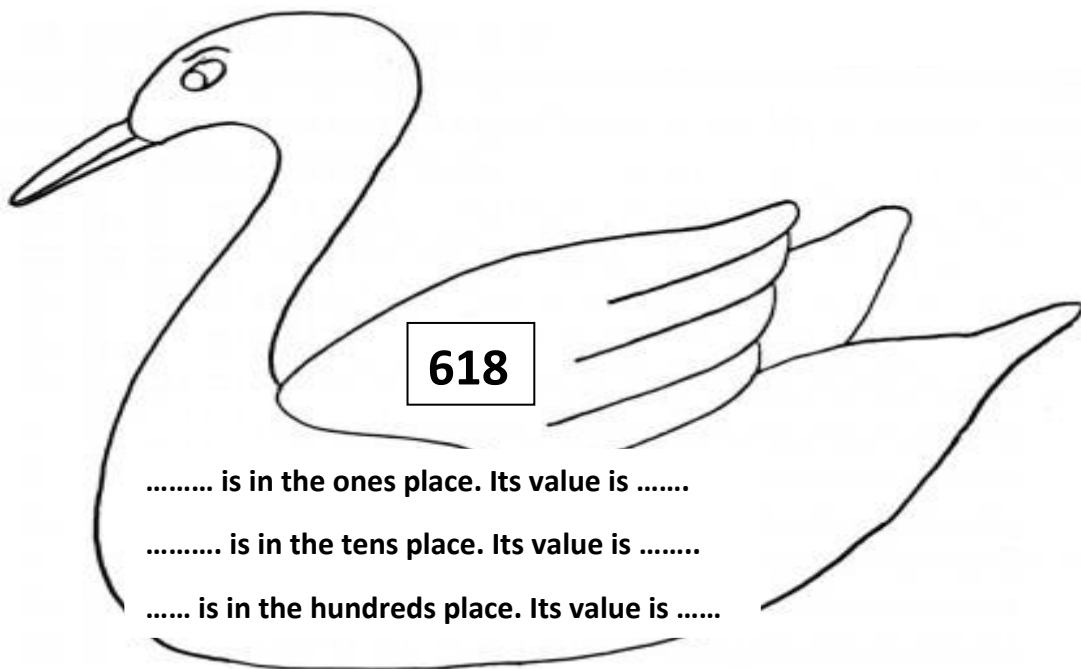 618
……… is in the ones place. Its value is …….
………. is in the tens place. Its value is ……..
…… is in the hundreds place. Its value is ……